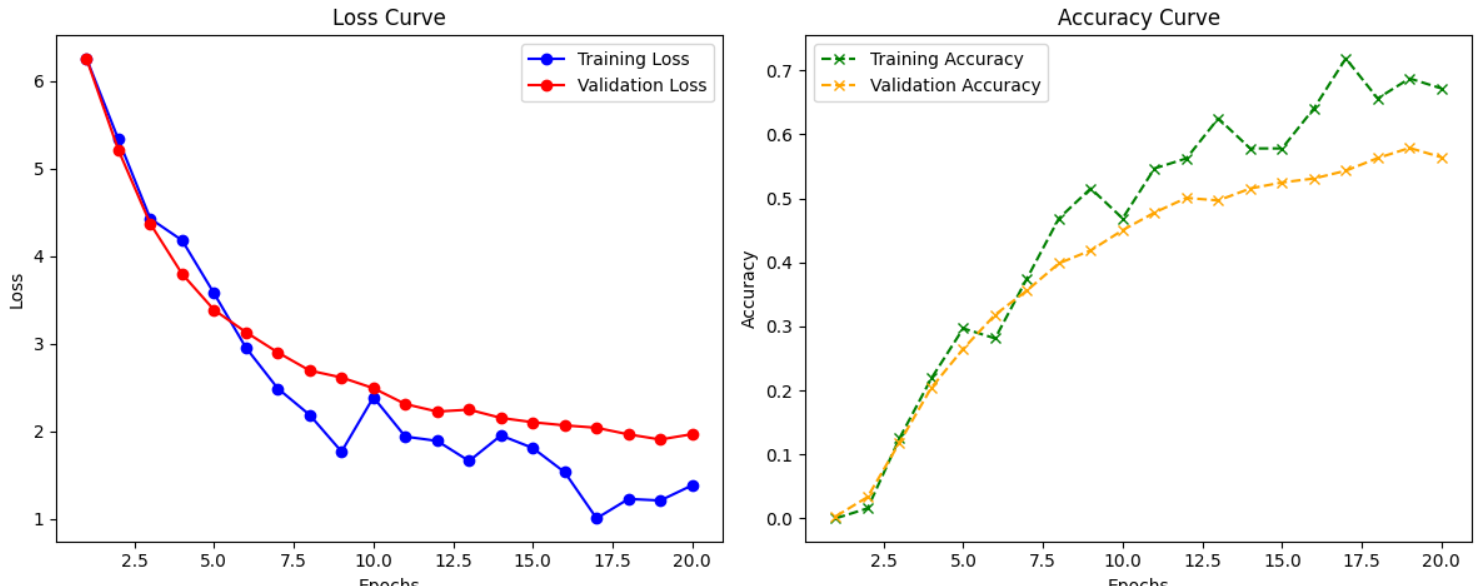 Loss Curve
Training Loss
Validation Loss
Loss
6
5
4
3
2
1
2.5 5.0 7.5 10.0 12.5 15.0 17.5 20.0
Epochs
Accuracy Curve
Training Accuracy
Validation Accuracy
Accuracy
0.7
0.6
0.5
0.4
0.3
0.2
0.1
0.0
2.5 5.0 7.5 10.0 12.5 15.0 17.5 20.0
Epochs